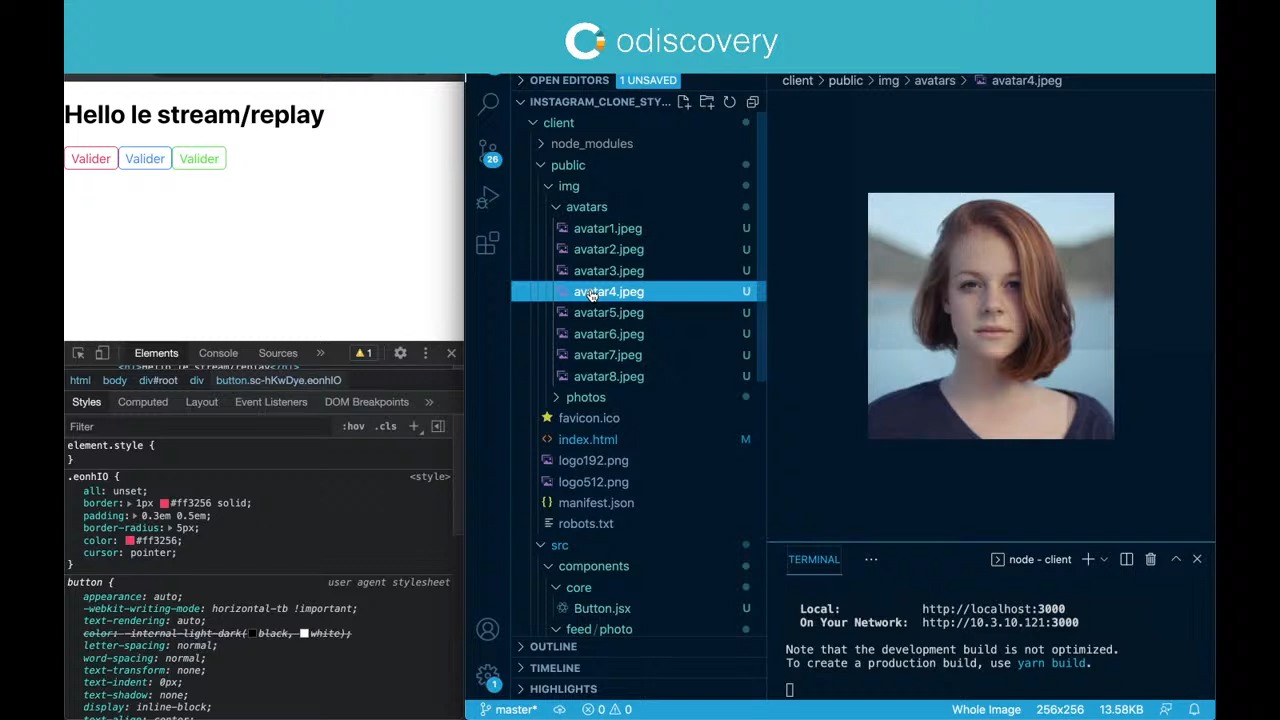 odiscovery
Hello le stream/replay
Valider Valider Valider
Elements Console Sources » 1
html body div#root div button.sc-hKwDye.eonhIO
Styles Computed Layout Event Listeners DOM Breakpoints »
Filter :hov .cls +
element.style {
}
.eonhIO { <style>
all: unset;
border: 1px #ff3256 solid;
padding: 0.3em 0.5em;
border-radius: 5px;
color: #ff3256;
cursor: pointer;
}
button { user agent stylesheet
appearance: auto;
-webkit-writing-mode: horizontal-tb !important;
text-rendering: auto;
color: -internal-light-dark(black, white);
letter-spacing: normal;
word-spacing: normal;
text-transform: none;
text-indent: 0px;
text-shadow: none;
display: inline-block;
26
1
OPEN EDITORS 1 UNSAVED
INSTAGRAM_CLONE_STY...
client
node_modules
public
img
avatars
avatar1.jpeg U
avatar2.jpeg U
avatar3.jpeg U
avatar4.jpeg U
avatar5.jpeg U
avatar6.jpeg U
avatar7.jpeg U
avatar8.jpeg U
photos
favicon.ico
index.html M
logo192.png
logo512.png
manifest.json
robots.txt
src
components
core
Button.jsx U
feed/photo
OUTLINE
TIMELINE
HIGHLIGHTS
client > public > img > avatars > avatar4.jpeg
TERMINAL ... node - client
Local: http://localhost:3000
On Your Network: http://10.3.10.121:3000
Note that the development build is not optimized.
To create a production build, use yarn build.
master* 0 0 Whole Image 256x256 13.58KB